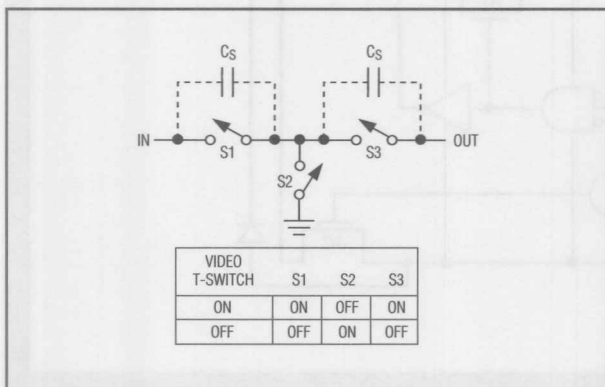 CS CS
IN S1 S3 OUT
S2
VIDEO
T-SWITCH S1 S2 S3
ON ON OFF ON
OFF OFF ON OFF